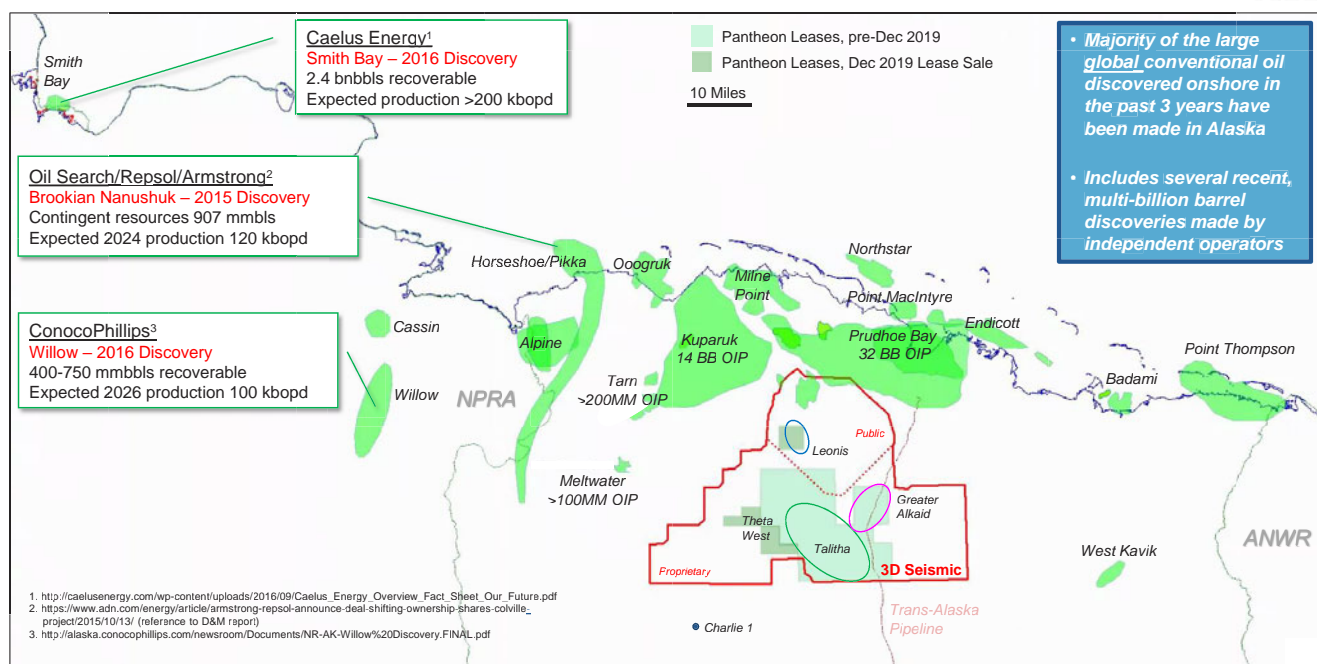 Smith
Bay
Caelus Energy1
Smith Bay – 2016 Discovery
2.4 bnbbls recoverable
Expected production >200 kbopd
Pantheon Leases, pre-Dec 2019
Pantheon Leases, Dec 2019 Lease Sale
10 Miles
• Majority of the large
global conventional oil
discovered onshore in
the past 3 years have
been made in Alaska
• Includes several recent,
multi-billion barrel
discoveries made by
independent operators
Oil Search/Repsol/Armstrong2
Brookian Nanushuk – 2015 Discovery
Contingent resources 907 mmbls
Expected 2024 production 120 kbopd
ConocoPhillips3
Willow – 2016 Discovery
400-750 mmbbls recoverable
Expected 2026 production 100 kbopd
Horseshoe/Pikka
Ooogruk
Milne
Point
Northstar
Point MacIntyre
Endicott
Cassin
Alpine
Kuparuk
14 BB OIP
Prudhoe Bay
32 BB OIP
Point Thompson
Badami
Willow
NPRA
Tarn
>200MM OIP
Public
Leonis
Meltwater
>100MM OIP
Greater
Alkaid
Theta
West
Talitha
Proprietary
3D Seismic
West Kavik
ANWR
Trans-Alaska
Pipeline
Charlie 1
1. http://caelusenergy.com/wp-content/uploads/2016/09/Caelus_Energy_Overview_Fact_Sheet_Our_Future.pdf
2. https://www.adn.com/energy/article/armstrong-repsol-announce-deal-shifting-ownership-shares-colville-
project/2015/10/13/ (reference to D&M report)
3. http://alaska.conocophillips.com/newsroom/Documents/NR-AK-Willow%20Discovery.FINAL.pdf